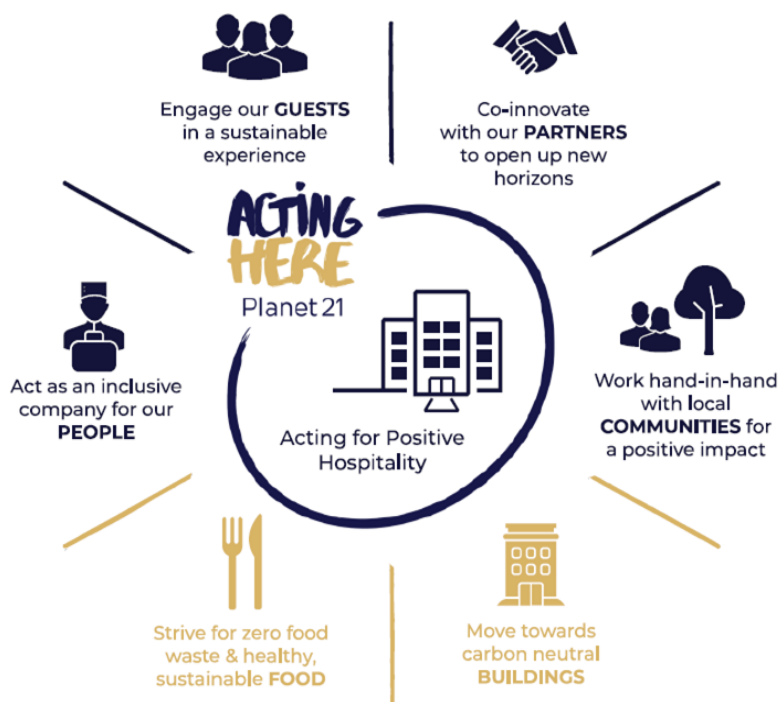 Engage our GUESTS
in a sustainable
experience
Co-innovate
with our PARTNERS
to open up new
horizons
ACTING
HERE
Planet 21
Acting for Positive
Hospitality
Act as an inclusive
company for our
PEOPLE
Work hand-in-hand
with local
COMMUNITIES for
a positive impact
Strive for zero food
waste & healthy,
sustainable FOOD
Move towards
carbon neutral
BUILDINGS